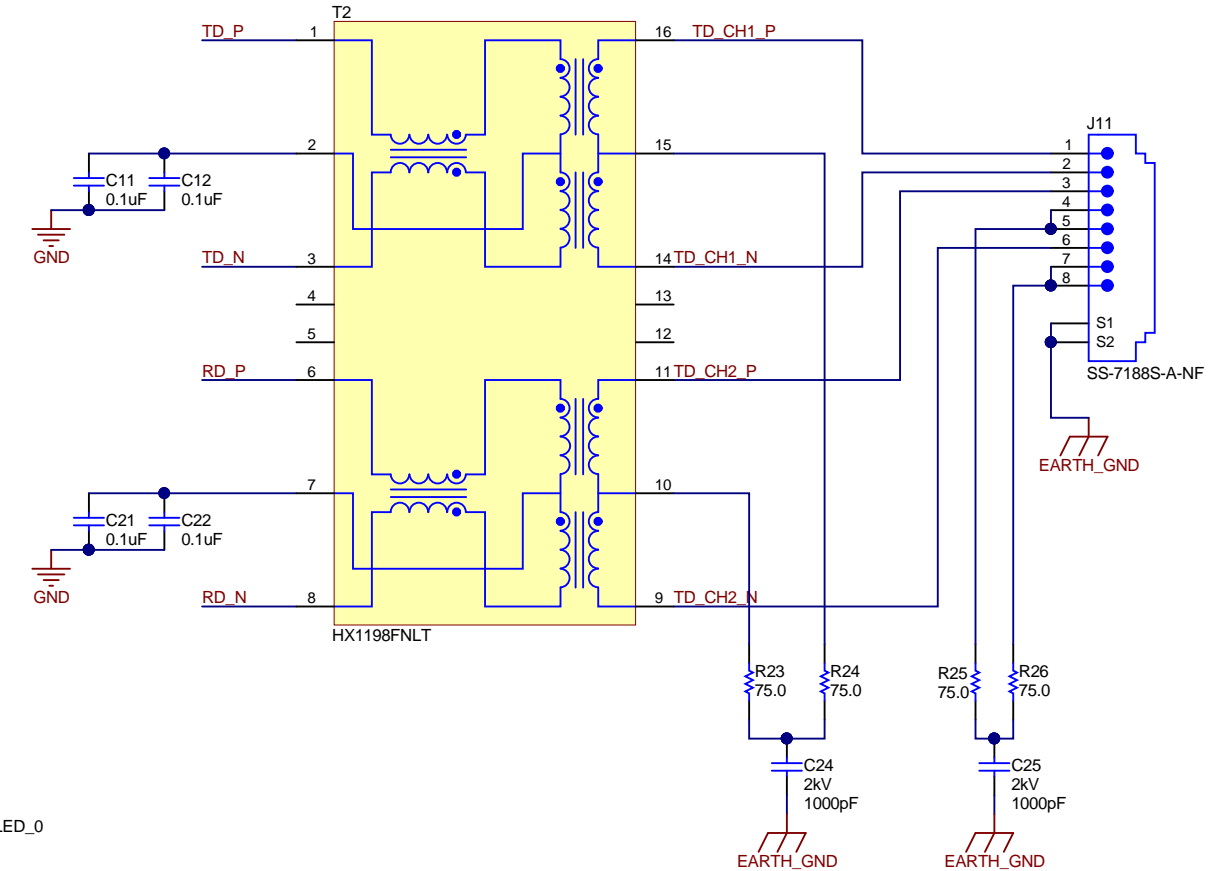 T2
TD_P 1 16 TD_CH1_P
J11
2 15 1
2
C11 C12 3
0.1uF 0.1uF 4
5
GND 6
TD_N 3 14 TD_CH1_N 7
8
4 13
S1
5 12 S2
RD_P 6 11 TD_CH2_P SS-7188S-A-NF
EARTH_GND
7 10
C21 C22
0.1uF 0.1uF
GND
RD_N 8 9 TD_CH2_N
HX1198FNLT
R23 R24 R25 R26
75.0 75.0 75.0 75.0
C24 C25
2kV 2kV
1000pF 1000pF
LED_0
EARTH_GND EARTH_GND